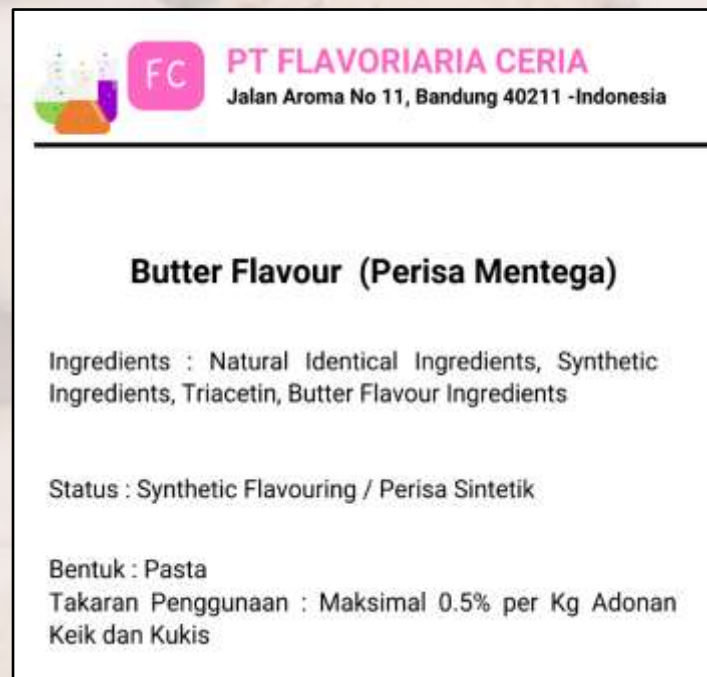 FC
PT FLAVORIARIA CERIA
Jalan Aroma No 11, Bandung 40211 -Indonesia
Butter Flavour (Perisa Mentega)
Ingredients : Natural Identical Ingredients, Synthetic
Ingredients, Triacetin, Butter Flavour Ingredients
Status : Synthetic Flavouring / Perisa Sintetik
Bentuk : Pasta
Takaran Penggunaan : Maksimal 0.5% per Kg Adonan
Keik dan Kukis